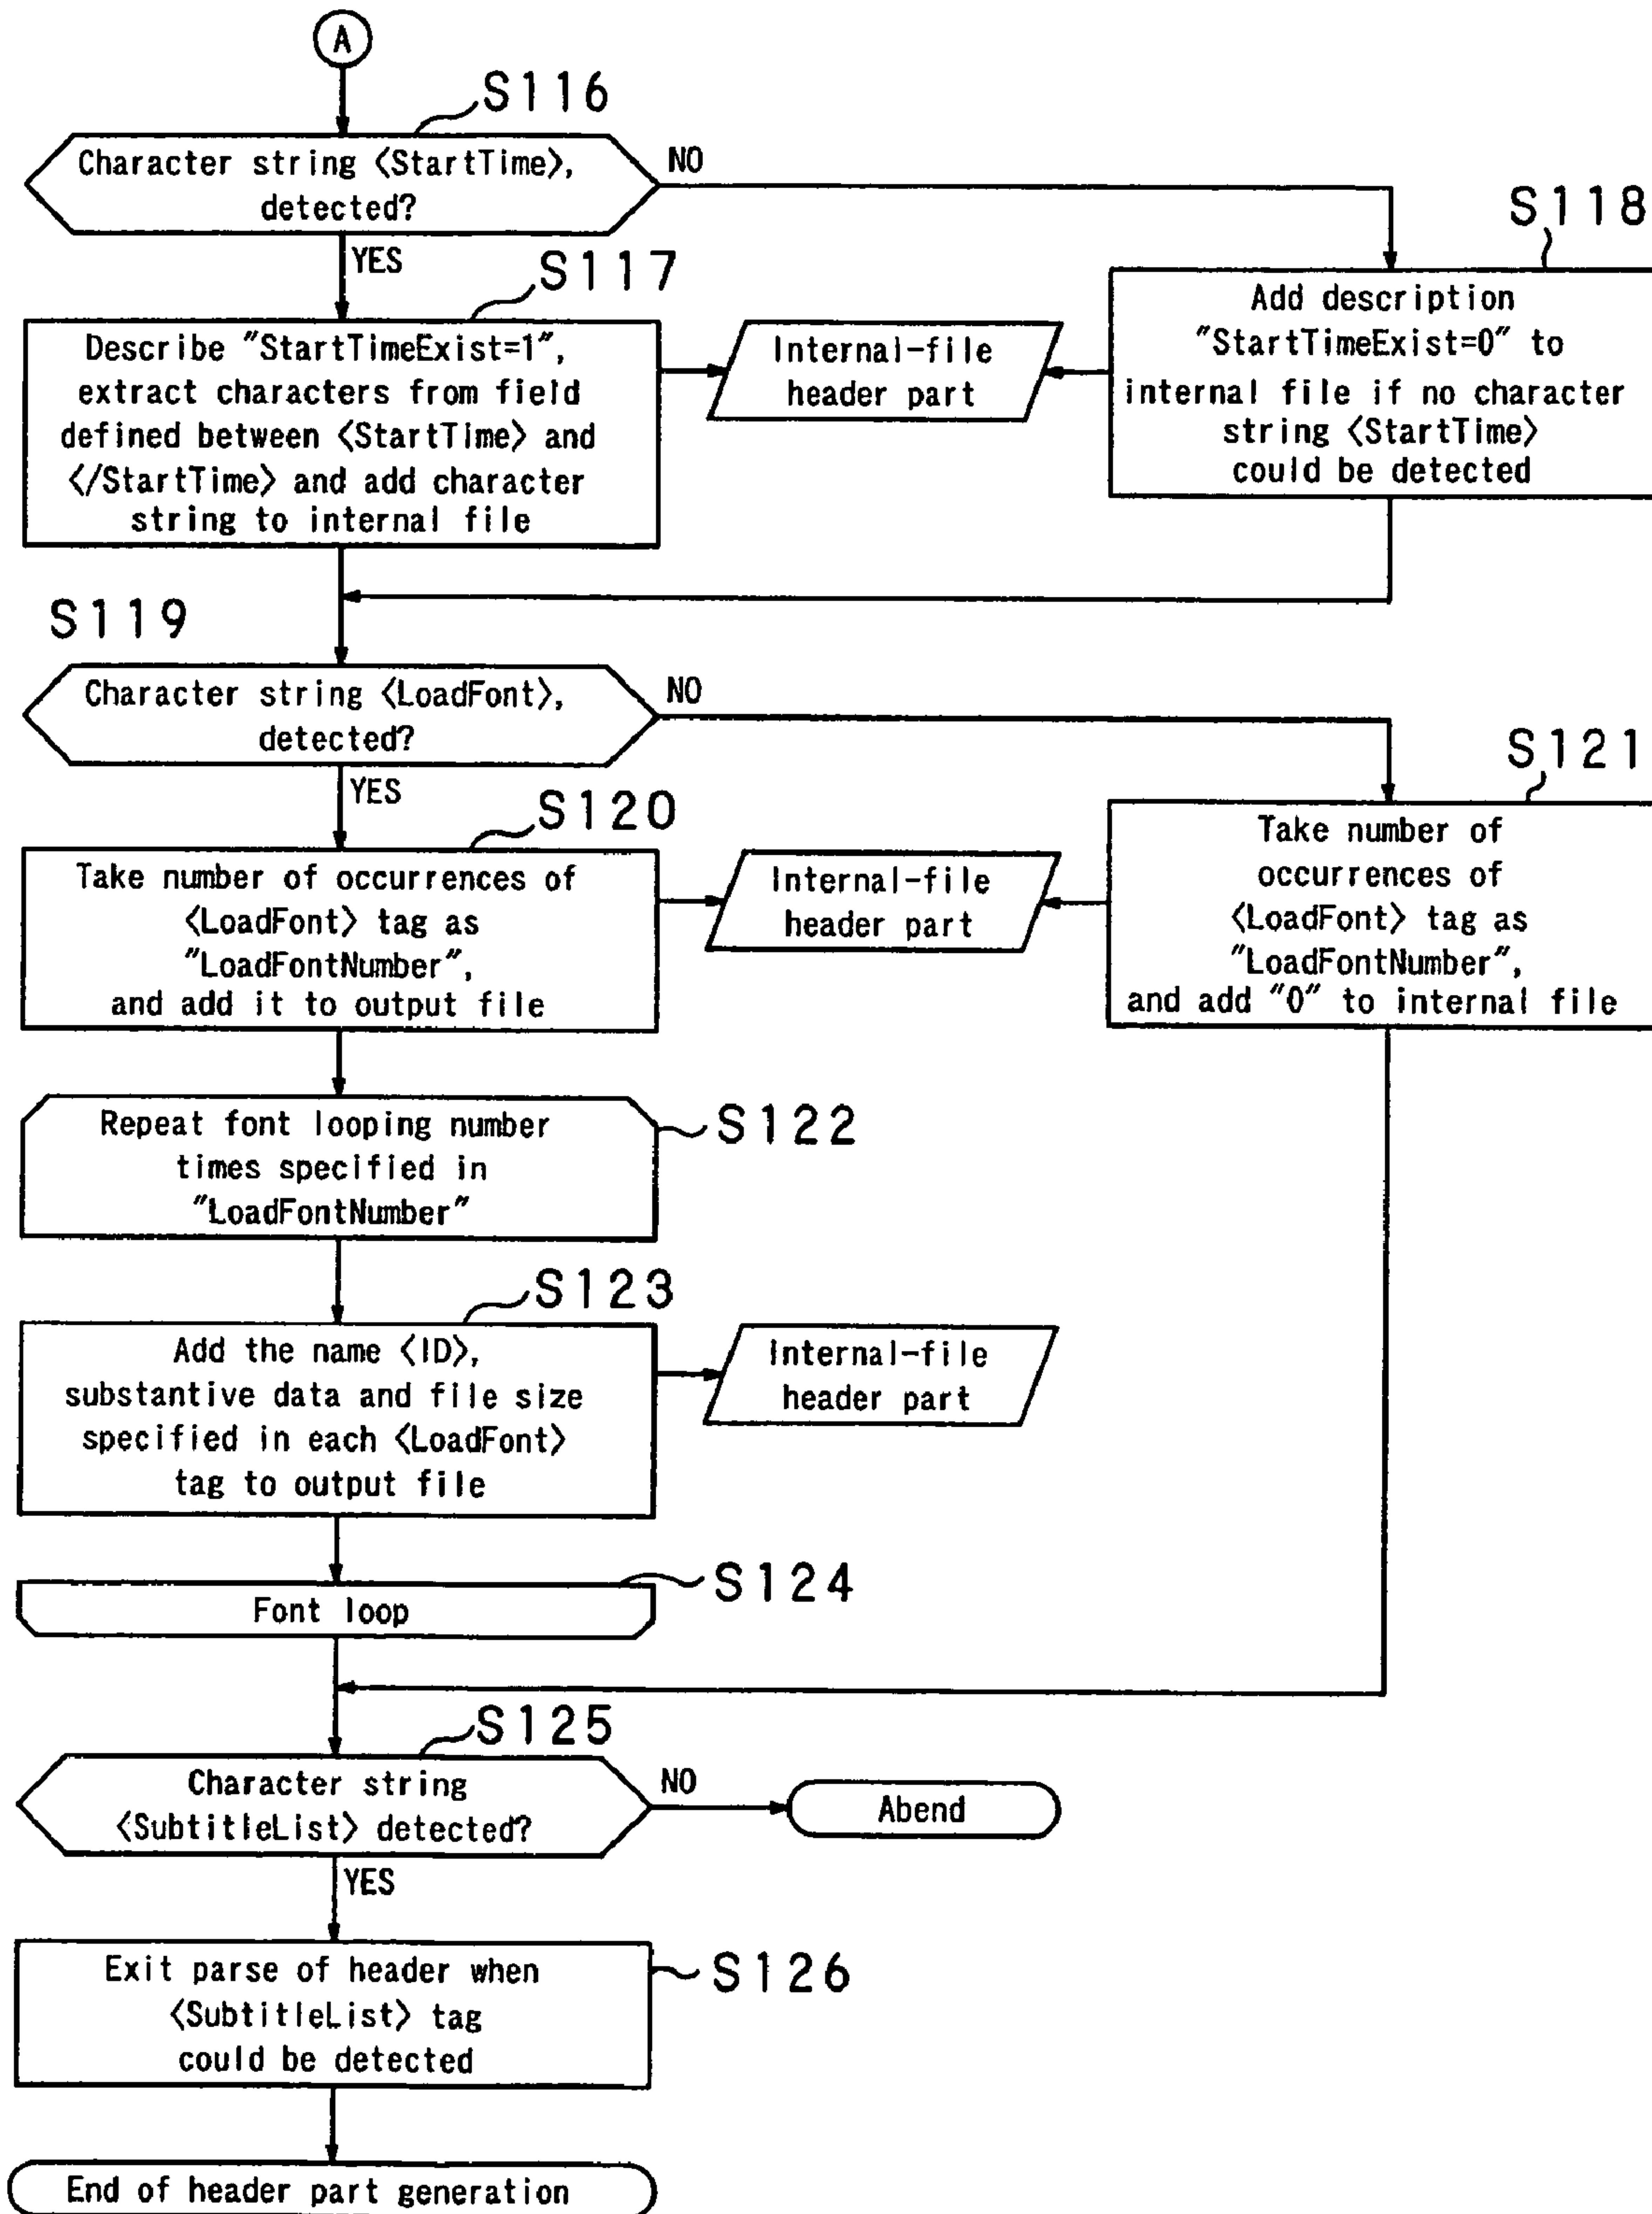 A
S116
Character string <StartTime>,
detected?
NO
YES
S117
Describe "StartTimeExist=1",
extract characters from field
defined between <StartTime> and
</StartTime> and add character
string to internal file
Internal-file
header part
S118
Add description
"StartTimeExist=0" to
internal file if no character
string <StartTime>
could be detected
S119
Character string <LoadFont>,
detected?
NO
YES
S120
Take number of occurrences of
<LoadFont> tag as
"LoadFontNumber",
and add it to output file
Internal-file
header part
S121
Take number of
occurrences of
<LoadFont> tag as
"LoadFontNumber",
and add "0" to internal file
Repeat font looping number
times specified in
"LoadFontNumber"
S122
S123
Add the name <ID>,
substantive data and file size
specified in each <LoadFont>
tag to output file
Internal-file
header part
S124
Font loop
S125
Character string
<SubtitleList> detected?
NO
Abend
YES
Exit parse of header when
<SubtitleList> tag
could be detected
S126
End of header part generation